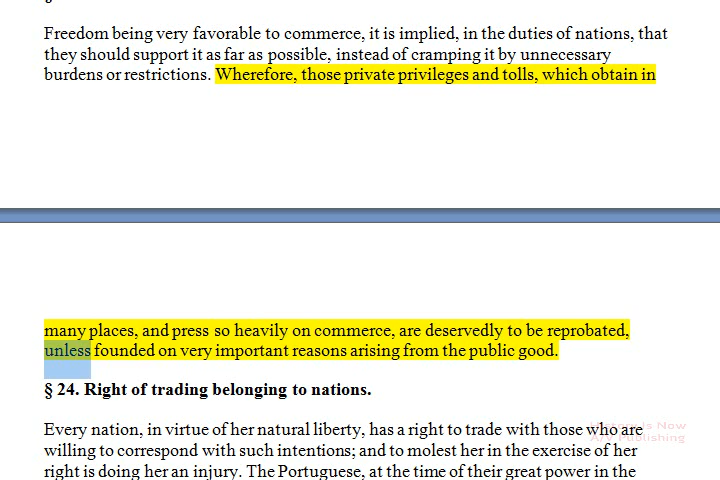 Freedom being very favorable to commerce, it is implied, in the duties of nations, that
they should support it as far as possible, instead of cramping it by unnecessary
burdens or restrictions. Wherefore, those private privileges and tolls, which obtain in
many places, and press so heavily on commerce, are deservedly to be reprobated,
unless founded on very important reasons arising from the public good.
§ 24. Right of trading belonging to nations.
Every nation, in virtue of her natural liberty, has a right to trade with those who are
willing to correspond with such intentions; and to molest her in the exercise of her
right is doing her an injury. The Portuguese, at the time of their great power in the
History Is Now
A/V Publishing